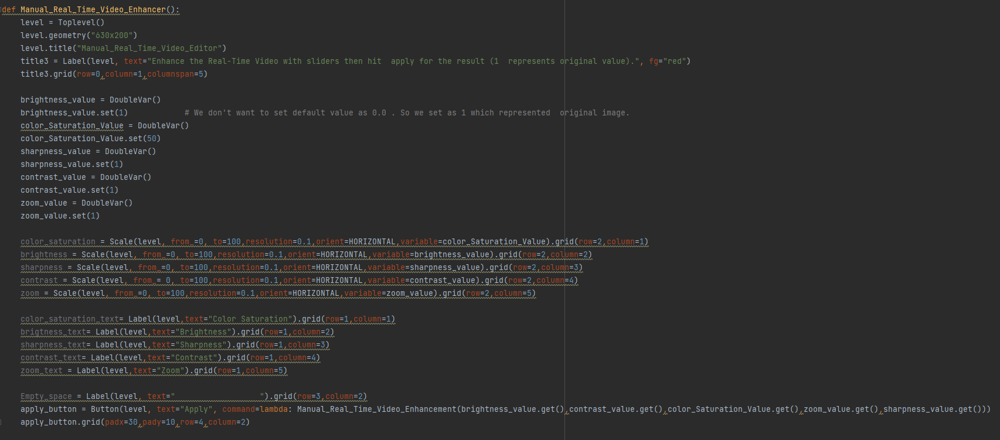 def Manual_Real_Time_Video_Enhancer():
    level = Toplevel()
    level.geometry("630x200")
    level.title("Manual_Real_Time_Video_Editor")
    title3 = Label(level, text="Enhance the Real-Time Video with sliders then hit  apply for the result (1  represents original value).", fg="red")
    title3.grid(row=0,column=1,columnspan=5)

    brightness_value = DoubleVar()
    brightness_value.set(1)            # We don't want to set default value as 0.0 . So we set as 1 which represented  original image.
    color_Saturation_Value = DoubleVar()
    color_Saturation_Value.set(50)
    sharpness_value = DoubleVar()
    sharpness_value.set(1)
    contrast_value = DoubleVar()
    contrast_value.set(1)
    zoom_value = DoubleVar()
    zoom_value.set(1)

    color_saturation = Scale(level, from_=0, to=100,resolution=0.1,orient=HORIZONTAL,variable=color_Saturation_Value).grid(row=2,column=1)
    brightness = Scale(level, from_=0, to=100,resolution=0.1,orient=HORIZONTAL,variable=brightness_value).grid(row=2,column=2)
    sharpness = Scale(level, from_=0, to=100,resolution=0.1,orient=HORIZONTAL,variable=sharpness_value).grid(row=2,column=3)
    contrast = Scale(level, from_= 0, to=100,resolution=0.1,orient=HORIZONTAL,variable=contrast_value).grid(row=2,column=4)
    zoom = Scale(level, from_=0, to=100,resolution=0.1,orient=HORIZONTAL,variable=zoom_value).grid(row=2,column=5)

    color_saturation_text= Label(level,text="Color Saturation").grid(row=1,column=1)
    brigtness_text= Label(level,text="Brightness").grid(row=1,column=2)
    sharpness_text= Label(level,text="Sharpness").grid(row=1,column=3)
    contrast_text= Label(level,text="Contrast").grid(row=1,column=4)
    zoom_text = Label(level,text="Zoom").grid(row=1,column=5)

    Empty_space = Label(level, text="                  ").grid(row=3,column=2)
    apply_button = Button(level, text="Apply", command=lambda: Manual_Real_Time_Video_Enhancement(brightness_value.get(),contrast_value.get(),color_Saturation_Value.get(),zoom_value.get(),sharpness_value.get()))
    apply_button.grid(padx=30,pady=10,row=4,column=2)